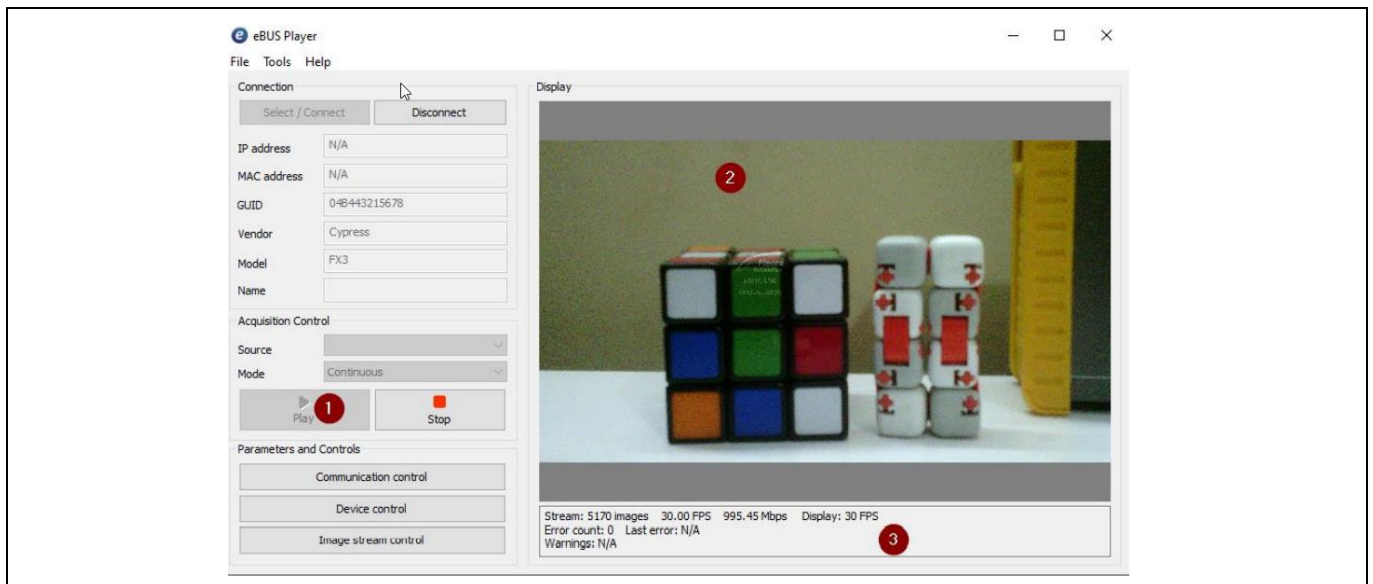 eBUS Player
File Tools Help
Connection
Select / Connect Disconnect
IP address N/A
MAC address N/A
GUID 04B443215678
Vendor Cypress
Model FX3
Name
Acquisition Control
Source
Mode Continuous
Play 1 Stop
Parameters and Controls
Communication control
Device control
Image stream control
Display
2
Stream: 5170 images 30.00 FPS 995.45 Mbps Display: 30 FPS
Error count: 0 Last error: N/A
Warnings: N/A
3